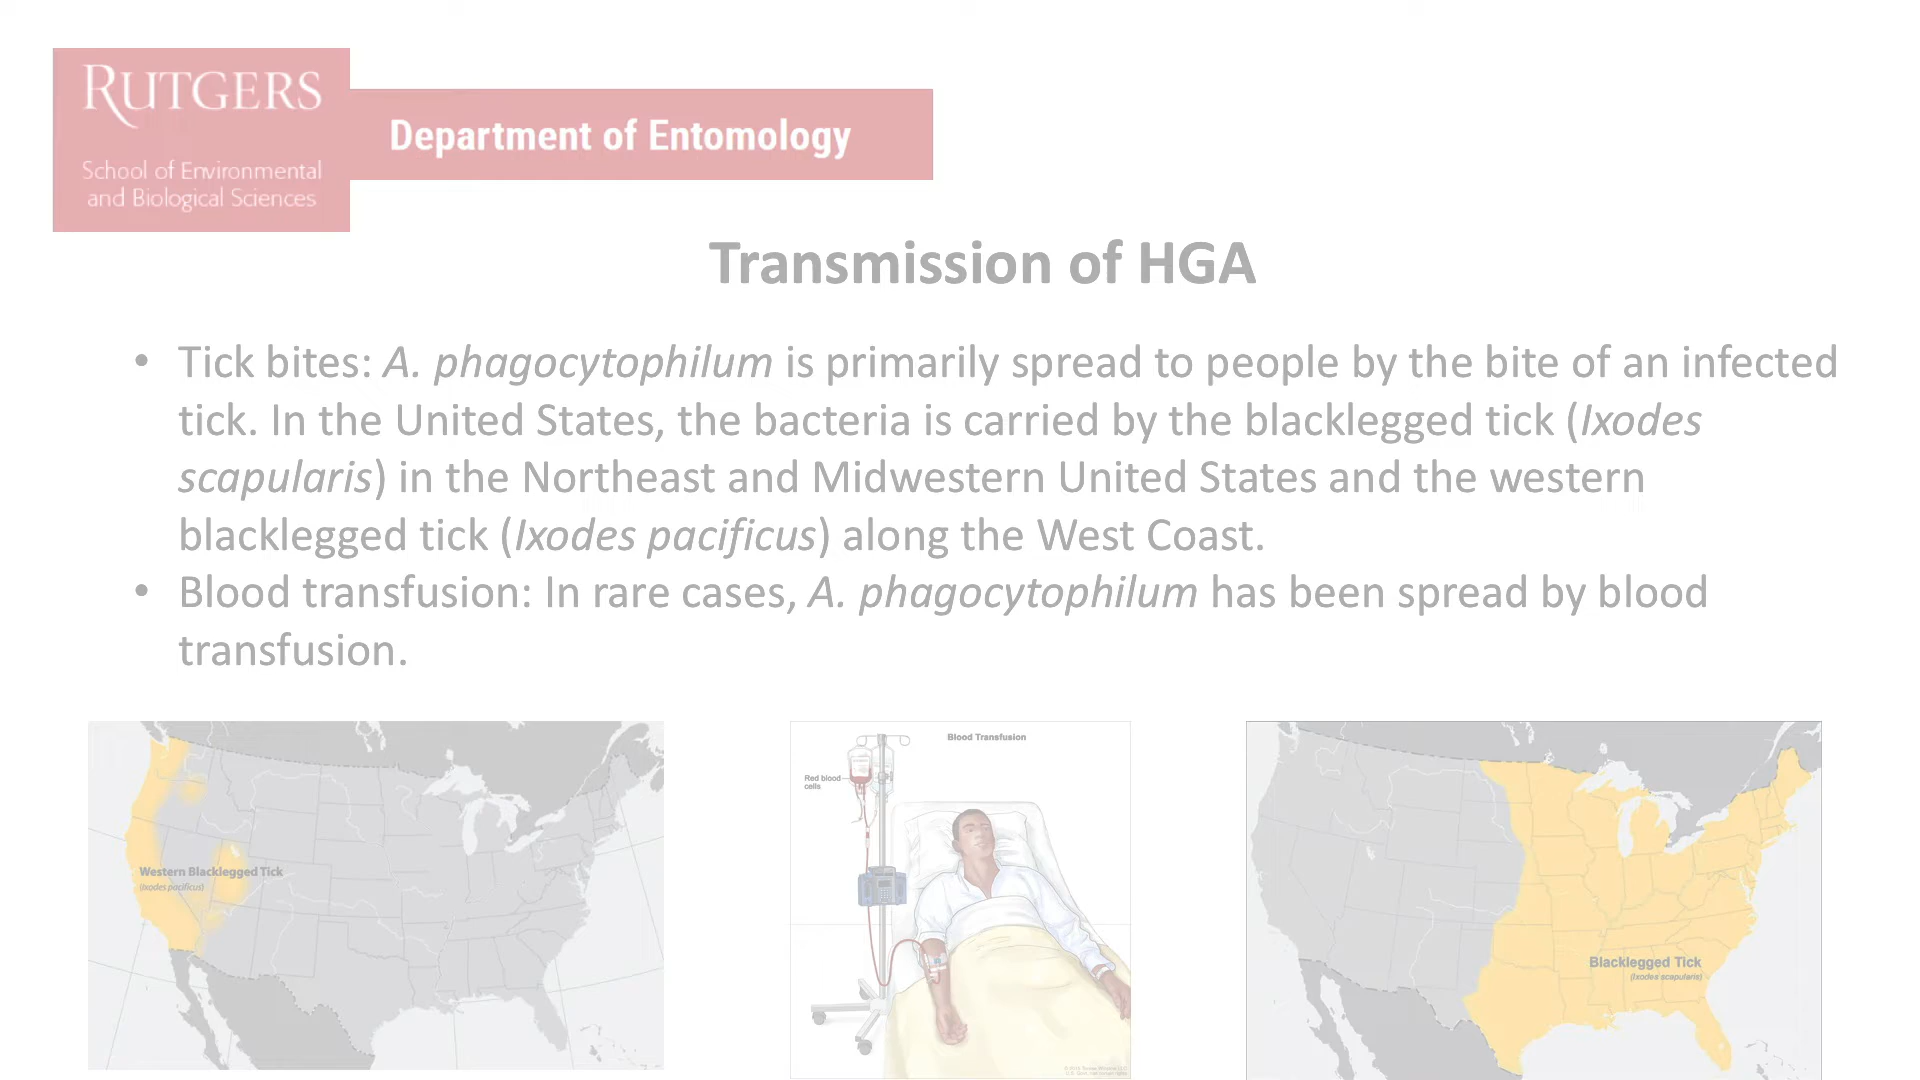 RUTGERS
School of Environmental
and Biological Sciences
Department of Entomology
Transmission of HGA
• Tick bites: A. phagocytophilum is primarily spread to people by the bite of an infected
tick. In the United States, the bacteria is carried by the blacklegged tick (Ixodes
scapularis) in the Northeast and Midwestern United States and the western
blacklegged tick (Ixodes pacificus) along the West Coast.
• Blood transfusion: In rare cases, A. phagocytophilum has been spread by blood
transfusion.
Western Blacklegged Tick
(Ixodes pacificus)
Blood Transfusion
Red blood
cells
Blacklegged Tick
(Ixodes scapularis)